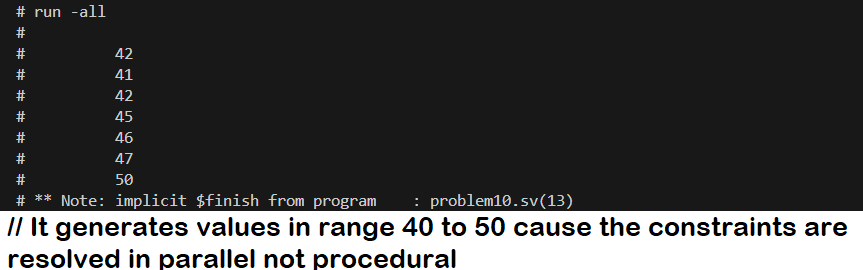 # run -all
#
#          42
#          41
#          42
#          45
#          46
#          47
#          50
# ** Note: implicit $finish from program    : problem10.sv(13)
// It generates values in range 40 to 50 cause the constraints are
resolved in parallel not procedural